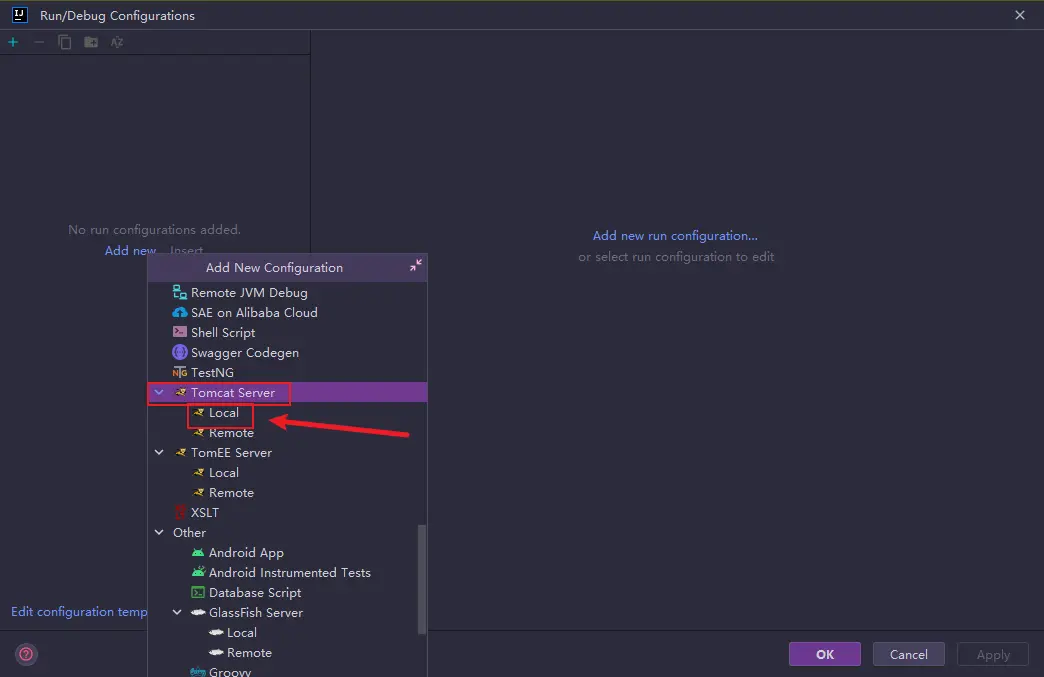 Run/Debug Configurations
No run configurations added.
Add new... Insert
Add new run configuration...
or select run configuration to edit
Add New Configuration
Remote JVM Debug
SAE on Alibaba Cloud
Shell Script
Swagger Codegen
TestNG
Tomcat Server
Local
Remote
TomEE Server
Local
Remote
XSLT
Other
Android App
Android Instrumented Tests
Database Script
GlassFish Server
Local
Remote
Groovy
Edit configuration temp
OK
Cancel
Apply